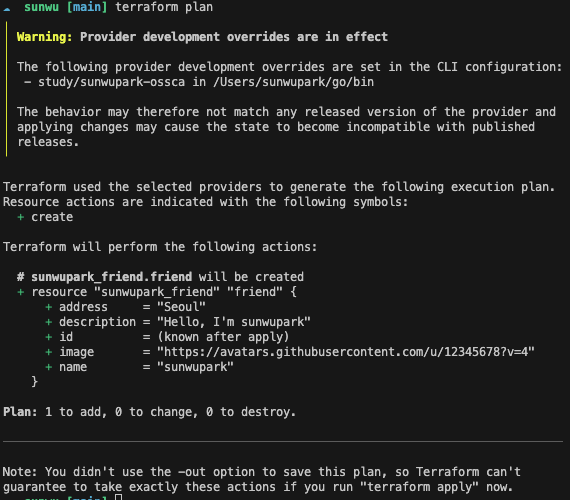 sunwu [main] terraform plan
Warning: Provider development overrides are in effect
The following provider development overrides are set in the CLI configuration:
- study/sunwupark-ossca in /Users/sunwupark/go/bin
The behavior may therefore not match any released version of the provider and
applying changes may cause the state to become incompatible with published
releases.
Terraform used the selected providers to generate the following execution plan.
Resource actions are indicated with the following symbols:
+ create
Terraform will perform the following actions:
# sunwupark_friend.friend will be created
+ resource "sunwupark_friend" "friend" {
+ address     = "Seoul"
+ description = "Hello, I'm sunwupark"
+ id          = (known after apply)
+ image       = "https://avatars.githubusercontent.com/u/12345678?v=4"
+ name        = "sunwupark"
}
Plan: 1 to add, 0 to change, 0 to destroy.
Note: You didn't use the -out option to save this plan, so Terraform can't
guarantee to take exactly these actions if you run "terraform apply" now.
sunwu [main]